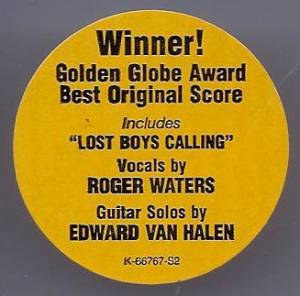 Winner!
Golden Globe Award
Best Original Score
Includes
"LOST BOYS CALLING"
Vocals by
ROGER WATERS
Guitar Solos by
EDWARD VAN HALEN
K-66767-S2